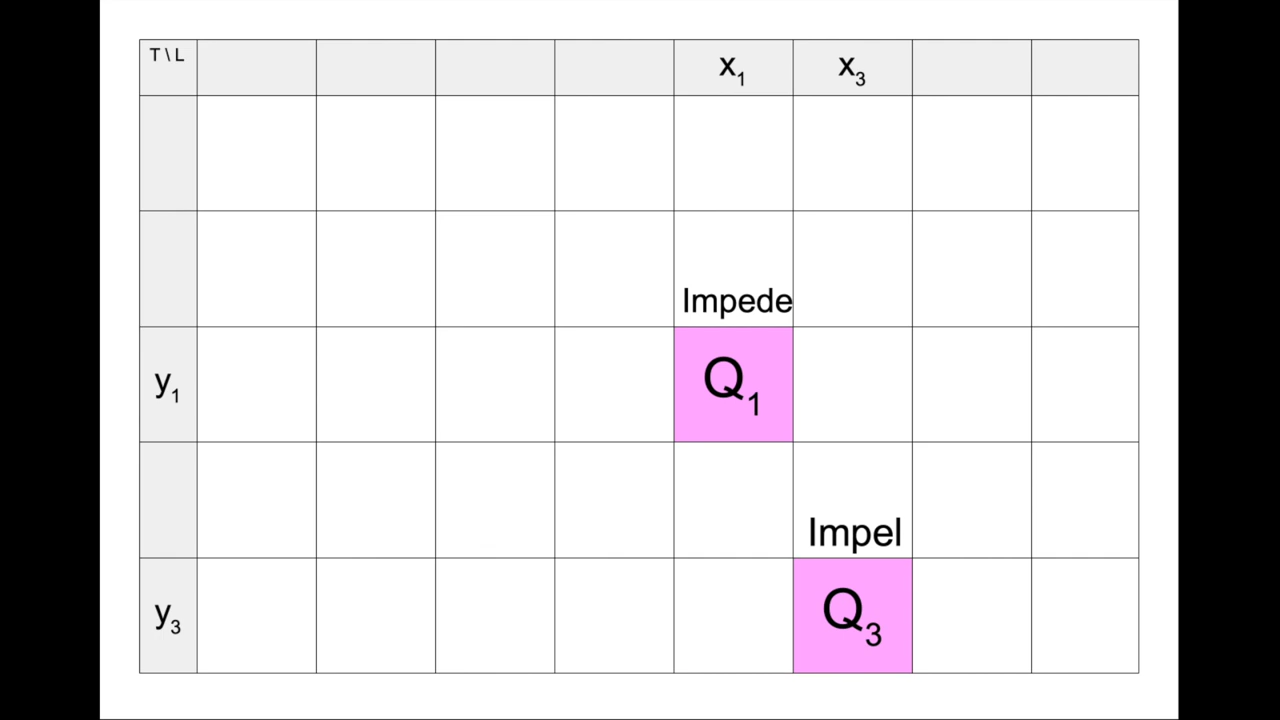 T \ L
x₁
x₃
Impede
y₁
Q₁
Impel
y₃
Q₃